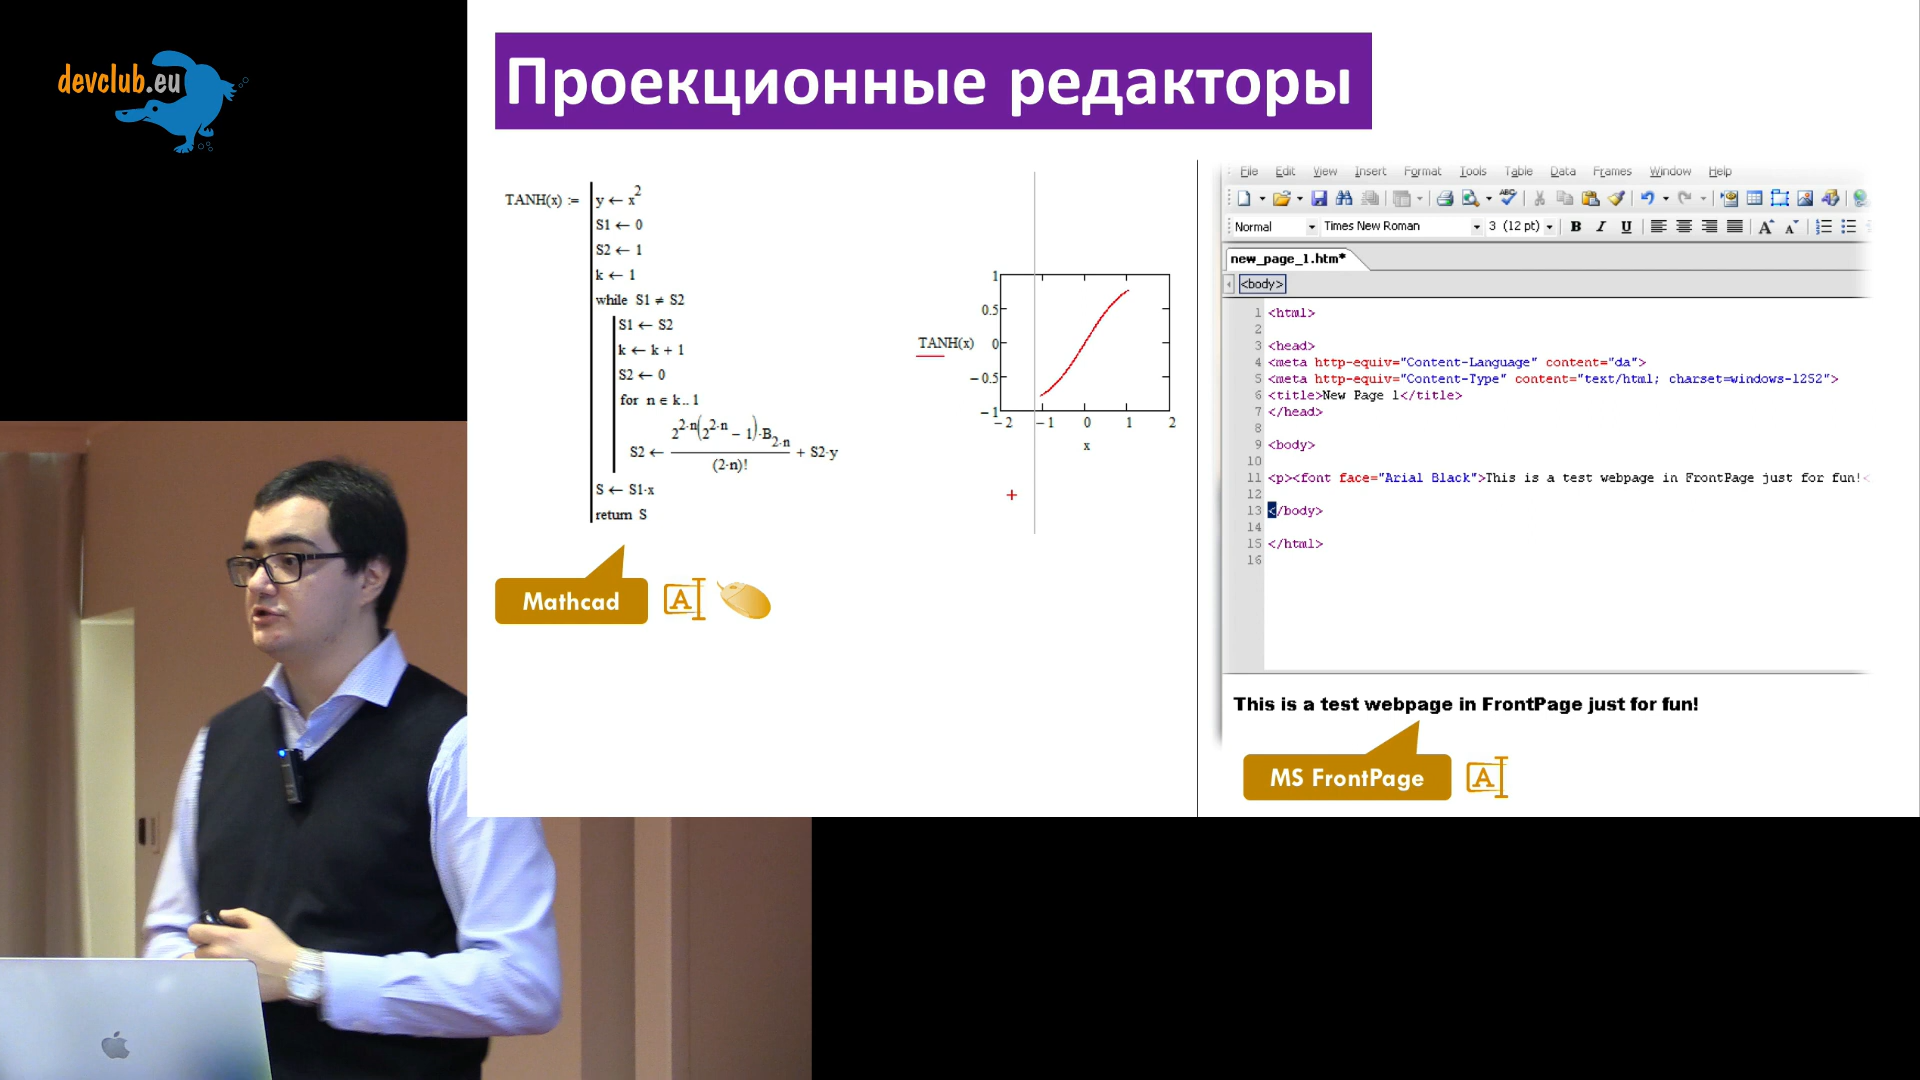 devclub.eu
Проекционные редакторы
TANH(x) := y ← x^2
S1 ← 0
S2 ← 1
k ← 1
while S1 ≠ S2
S1 ← S2
k ← k + 1
S2 ← 0
for n ∈ k..1
S2 ← 2^{2·n}(2^{2·n} − 1)·B_{2·n} / (2·n)! + S2·y
S ← S1·x
return S
1
0.5
TANH(x) 0
− 0.5
− 1
− 2 − 1 0 1 2
x
Mathcad
A
File Edit View Insert Format Tools Table Data Frames Window Help
ABC
Normal Times New Roman 3 (12 pt) B I U A A
new_page_1.htm*
<body>
1 <html>
2
3 <head>
4 <meta http-equiv="Content-Language" content="da">
5 <meta http-equiv="Content-Type" content="text/html; charset=windows-1252">
6 <title>New Page 1</title>
7 </head>
8
9 <body>
10
11 <p><font face="Arial Black">This is a test webpage in FrontPage just for fun!<
12
13 </body>
14
15 </html>
16
This is a test webpage in FrontPage just for fun!
MS FrontPage
A